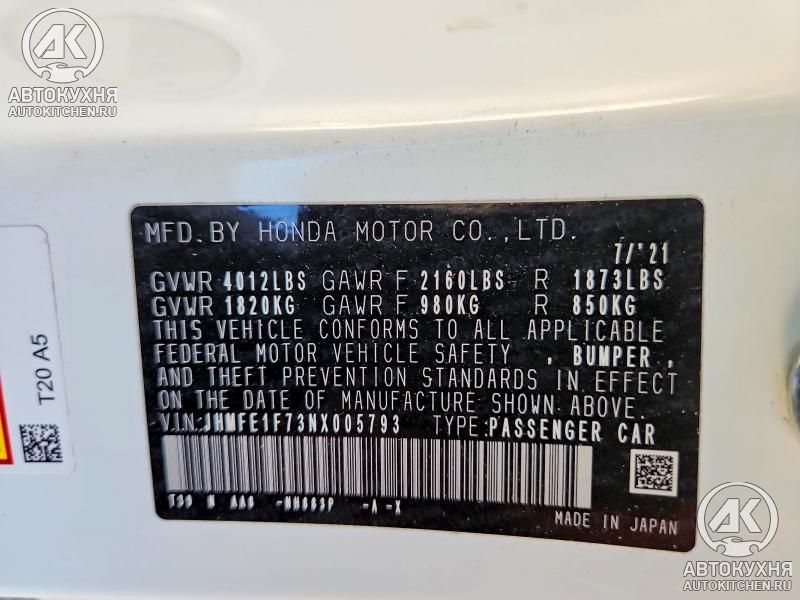 AK
АВТОКУХНЯ
AUTOKITCHEN.RU
MFD. BY HONDA MOTOR CO., LTD.
7/'21
GVWR 4012LBS GAWR F 2160LBS R 1873LBS
GVWR 1820KG GAWR F 980KG R 850KG
THIS VEHICLE CONFORMS TO ALL APPLICABLE
FEDERAL MOTOR VEHICLE SAFETY , BUMPER ,
AND THEFT PREVENTION STANDARDS IN EFFECT
ON THE DATE OF MANUFACTURE SHOWN ABOVE.
V.I.N: JHMFE1F73NX005793 TYPE: PASSENGER CAR
-A -X
MADE IN JAPAN
T20 A5
AK
АВТОКУХНЯ
AUTOKITCHEN.RU